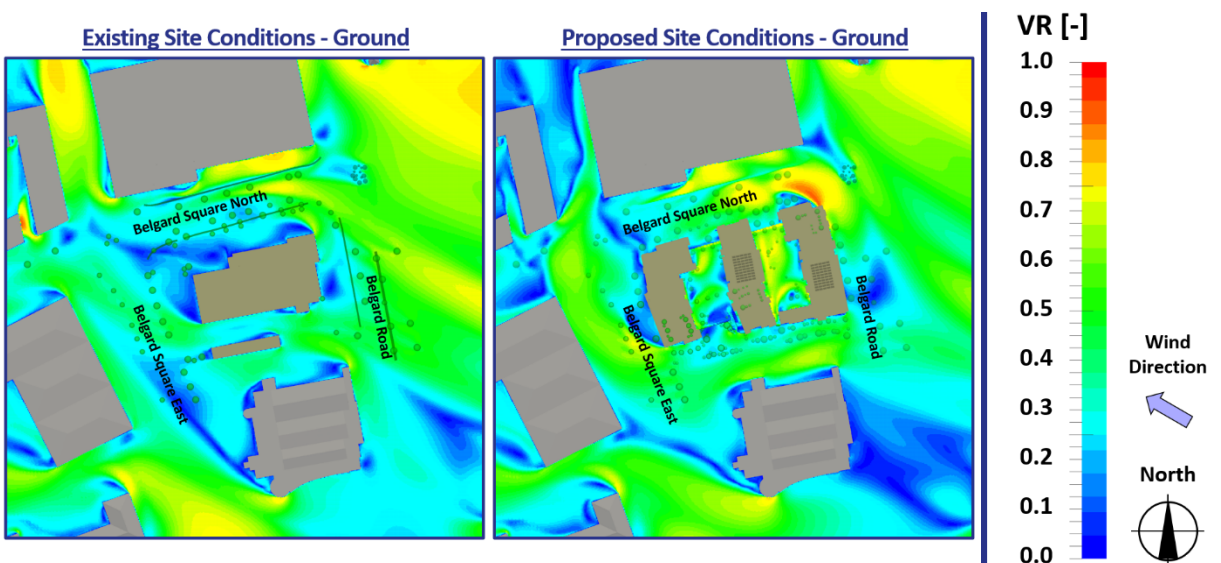 Existing Site Conditions - Ground
Belgard Square North
Belgard Square East
Belgard Road
Proposed Site Conditions - Ground
Belgard Square North
Belgard Square East
Belgard Road
VR [-]
1.0
0.9
0.8
0.7
0.6
0.5
0.4
0.3
0.2
0.1
0.0
Wind
Direction
North